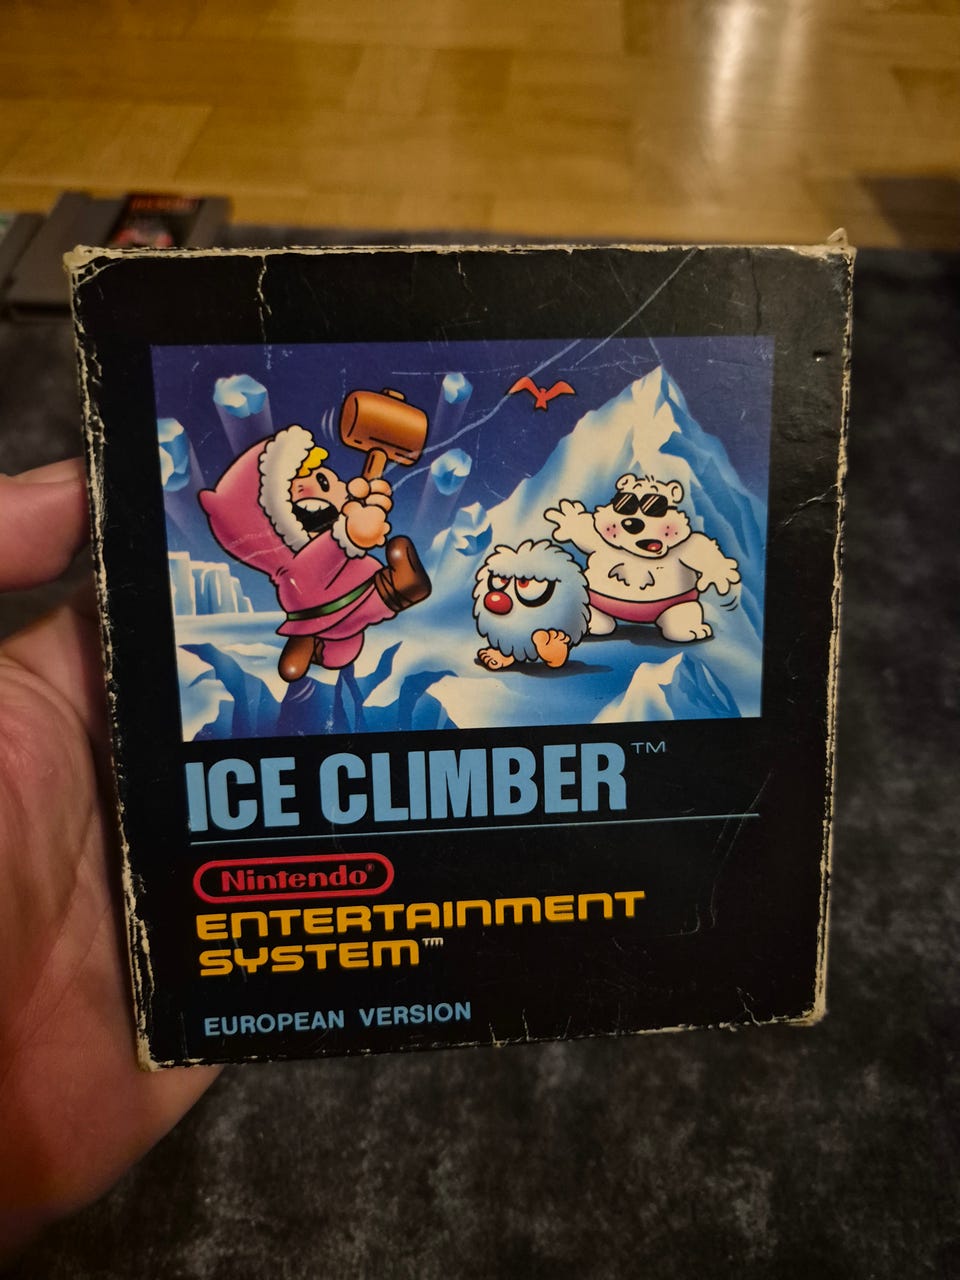 ICE CLIMBER™
Nintendo®
ENTERTAINMENT
SYSTEM™
EUROPEAN VERSION